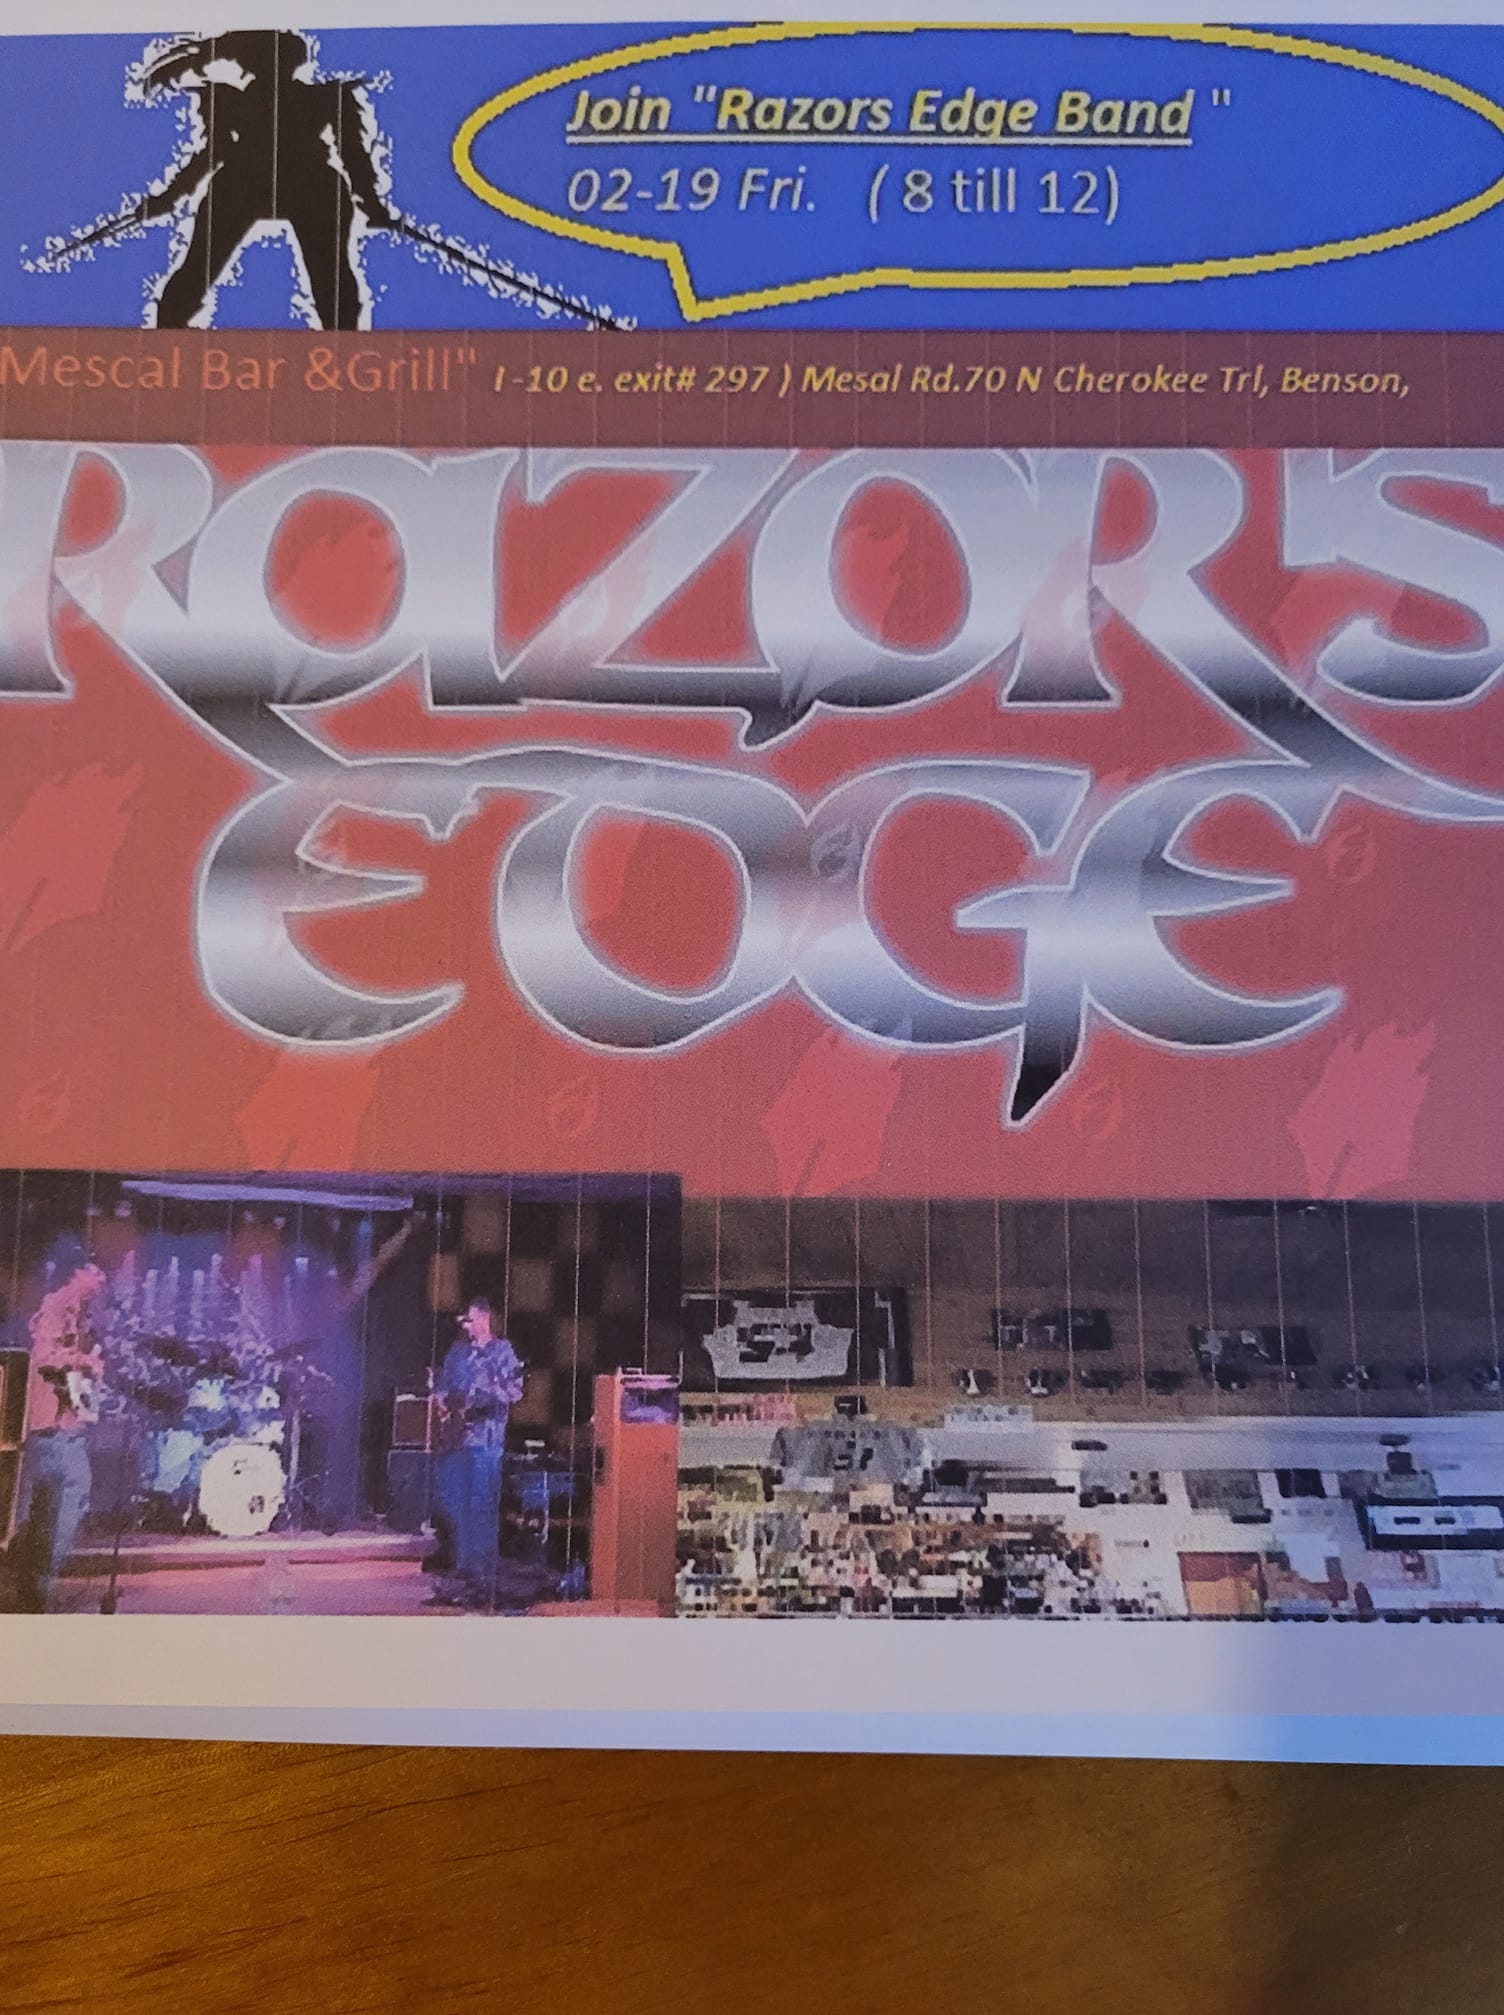 Join "Razors Edge Band "
02-19 Fri. ( 8 till 12)
Mescal Bar &Grill" I-10 e. exit# 297 ) Mesal Rd.70 N Cherokee Trl, Benson,
RAZOR'S
EDGE